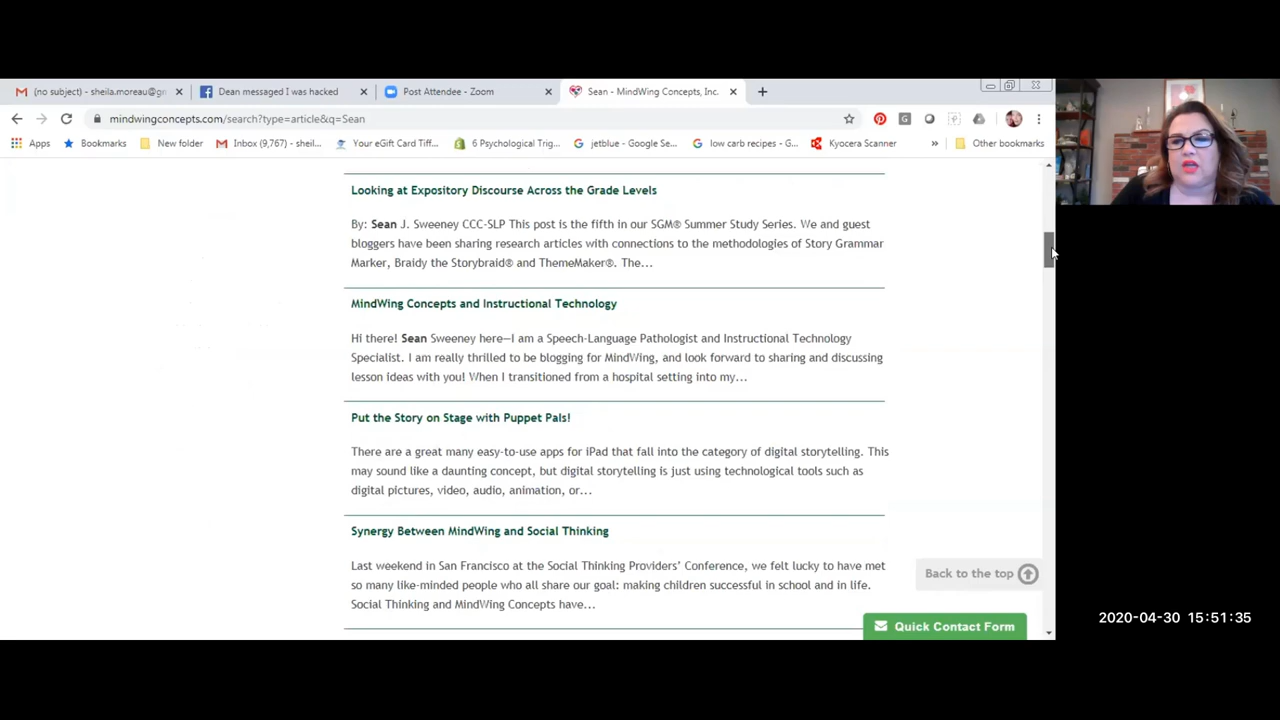 (no subject) - sheila.moreau@gm
Dean messaged I was hacked
Post Attendee - Zoom
Sean - MindWing Concepts, Inc.
mindwingconcepts.com/search?type=article&q=Sean
Apps
Bookmarks
New folder
Inbox (9,767) - sheil...
Your eGift Card Tiff...
6 Psychological Trig...
jetblue - Google Se...
low carb recipes - G...
Kyocera Scanner
»
Other bookmarks
Looking at Expository Discourse Across the Grade Levels
By: Sean J. Sweeney CCC-SLP This post is the fifth in our SGM® Summer Study Series. We and guest
bloggers have been sharing research articles with connections to the methodologies of Story Grammar
Marker, Braidy the Storybraid® and ThemeMaker®. The...
MindWing Concepts and Instructional Technology
Hi there! Sean Sweeney here—I am a Speech-Language Pathologist and Instructional Technology
Specialist. I am really thrilled to be blogging for MindWing, and look forward to sharing and discussing
lesson ideas with you! When I transitioned from a hospital setting into my...
Put the Story on Stage with Puppet Pals!
There are a great many easy-to-use apps for iPad that fall into the category of digital storytelling. This
may sound like a daunting concept, but digital storytelling is just using technological tools such as
digital pictures, video, audio, animation, or...
Synergy Between MindWing and Social Thinking
Last weekend in San Francisco at the Social Thinking Providers' Conference, we felt lucky to have met
so many like-minded people who all share our goal: making children successful in school and in life.
Social Thinking and MindWing Concepts have...
Back to the top
Quick Contact Form
2020-04-30 15:51:35